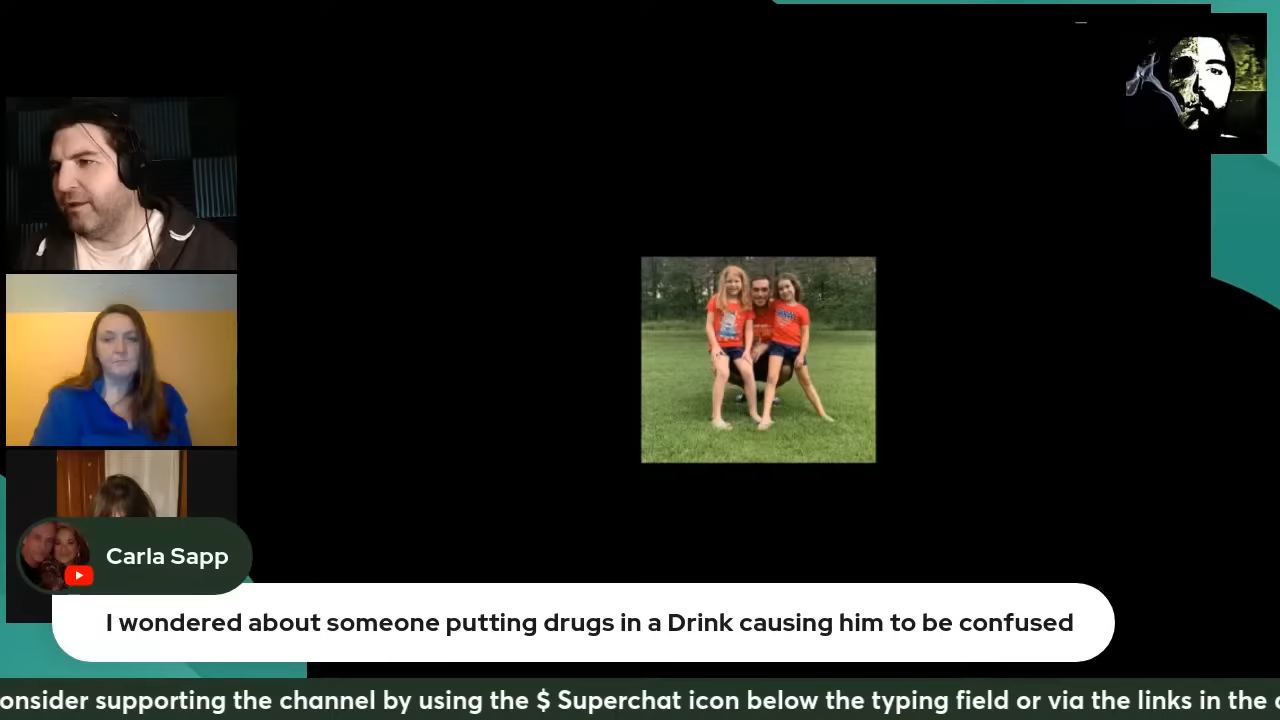 Carla Sapp
I wondered about someone putting drugs in a Drink causing him to be confused
onsider supporting the channel by using the $ Superchat icon below the typing field or via the links in the